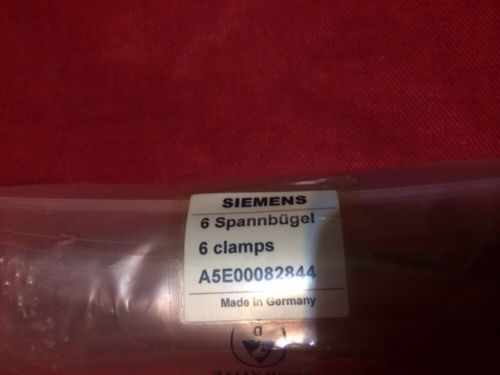 SIEMENS
6 Spannbügel
6 clamps
A5E00082844
Made in Germany